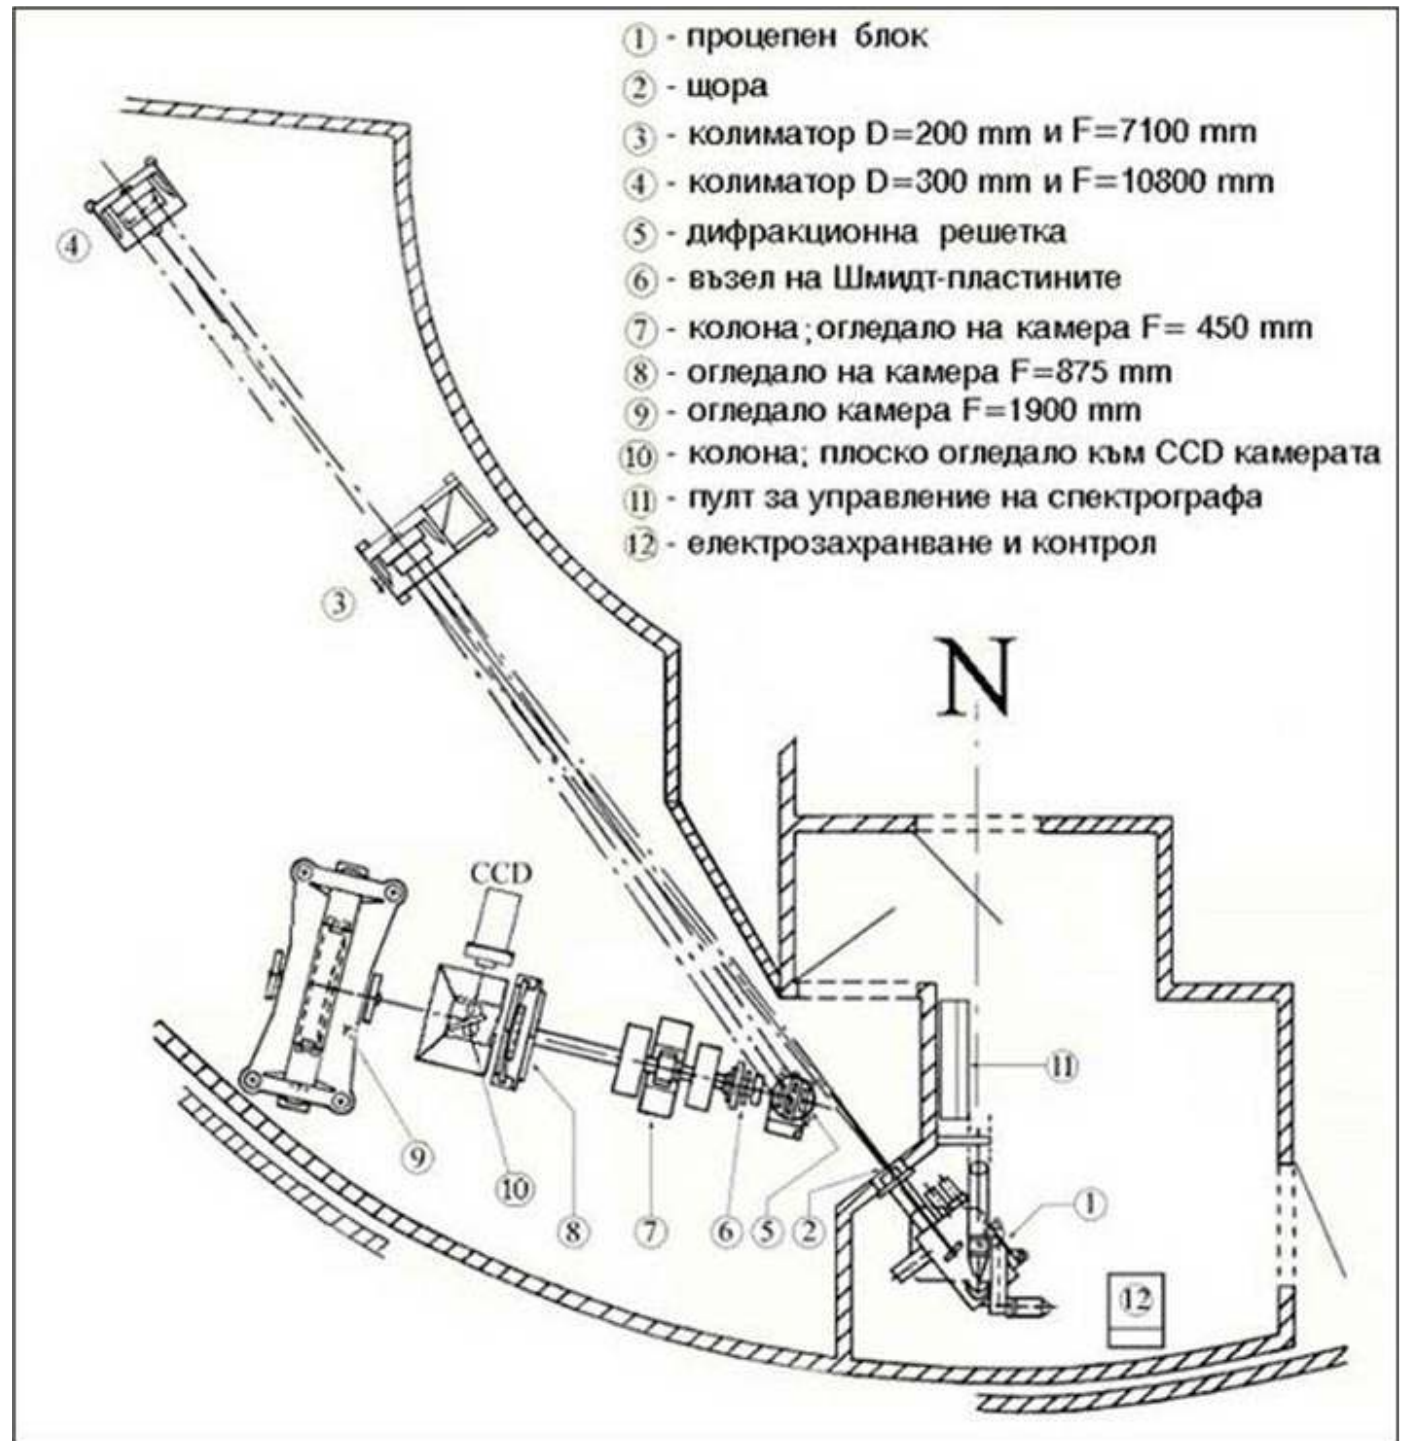 ① - процепен блок
② - щора
③ - колиматор D=200 mm и F=7100 mm
④ - колиматор D=300 mm и F=10800 mm
⑤ - дифракционна решетка
⑥ - възел на Шмидт-пластините
⑦ - колона; огледало на камера F= 450 mm
⑧ - огледало на камера F=875 mm
⑨ - огледало камера F=1900 mm
⑩ - колона; плоско огледало към CCD камерата
⑪ - пулт за управление на спектрографа
⑫ - електрозахранване и контрол
④
③
N
CCD
⑪
⑨
⑩
⑧
⑦
⑥
⑤
②
①
⑫